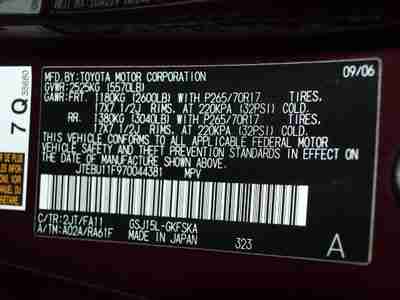 7 Q 33683
MFD.BY:TOYOTA MOTOR CORPORATION 09/06
GVWR:2525KG (5570LB)
GAWR:FRT. 1180KG (2600LB) WITH P265/70R17 TIRES,
17X7 1/2J RIMS, AT 220KPA (32PSI) COLD.
RR. 1380KG (3040LB) WITH P265/70R17 TIRES,
17X7 1/2J RIMS, AT 220KPA (32PSI) COLD.
THIS VEHICLE CONFORMS TO ALL APPLICABLE FEDERAL MOTOR
VEHICLE SAFETY AND THEFT PREVENTION STANDARDS IN EFFECT
ON THE DATE OF MANUFACTURE SHOWN ABOVE.
JTEBU11F970044381 MPV
C/TR:2JT/FA11 GSJ15L-GKFSKA
A/TM:A02A/RA61F MADE IN JAPAN 323 A